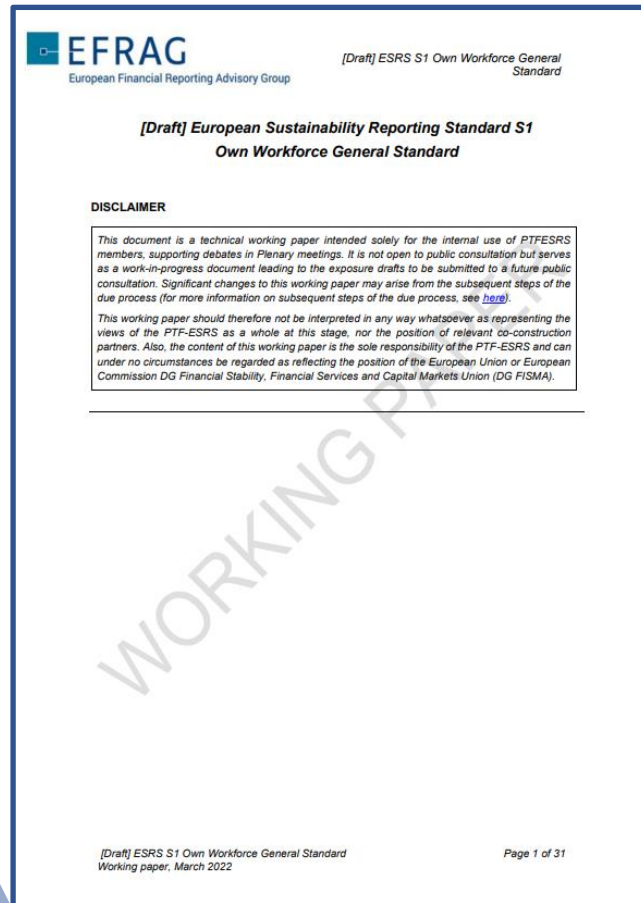 EFRAG
European Financial Reporting Advisory Group
[Draft] ESRS S1 Own Workforce General
Standard
[Draft] European Sustainability Reporting Standard S1
Own Workforce General Standard
DISCLAIMER
This document is a technical working paper intended solely for the internal use of PTFESRS
members, supporting debates in Plenary meetings. It is not open to public consultation but serves
as a work-in-progress document leading to the exposure drafts to be submitted to a future public
consultation. Significant changes to this working paper may arise from the subsequent steps of the
due process (for more information on subsequent steps of the due process, see here).
This working paper should therefore not be interpreted in any way whatsoever as representing the
views of the PTF-ESRS as a whole at this stage, nor the position of relevant co-construction
partners. Also, the content of this working paper is the sole responsibility of the PTF-ESRS and can
under no circumstances be regarded as reflecting the position of the European Union or European
Commission DG Financial Stability, Financial Services and Capital Markets Union (DG FISMA).
WORKING PAPER
[Draft] ESRS S1 Own Workforce General Standard
Working paper, March 2022
Page 1 of 31